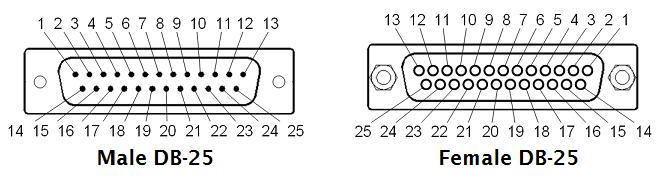 1 2 3 4 5 6 7 8 9 10 11 12 13
14 15 16 17 18 19 20 21 22 23 24 25
Male DB-25
13 12 11 10 9 8 7 6 5 4 3 2 1
25 24 23 22 21 20 19 18 17 16 15 14
Female DB-25